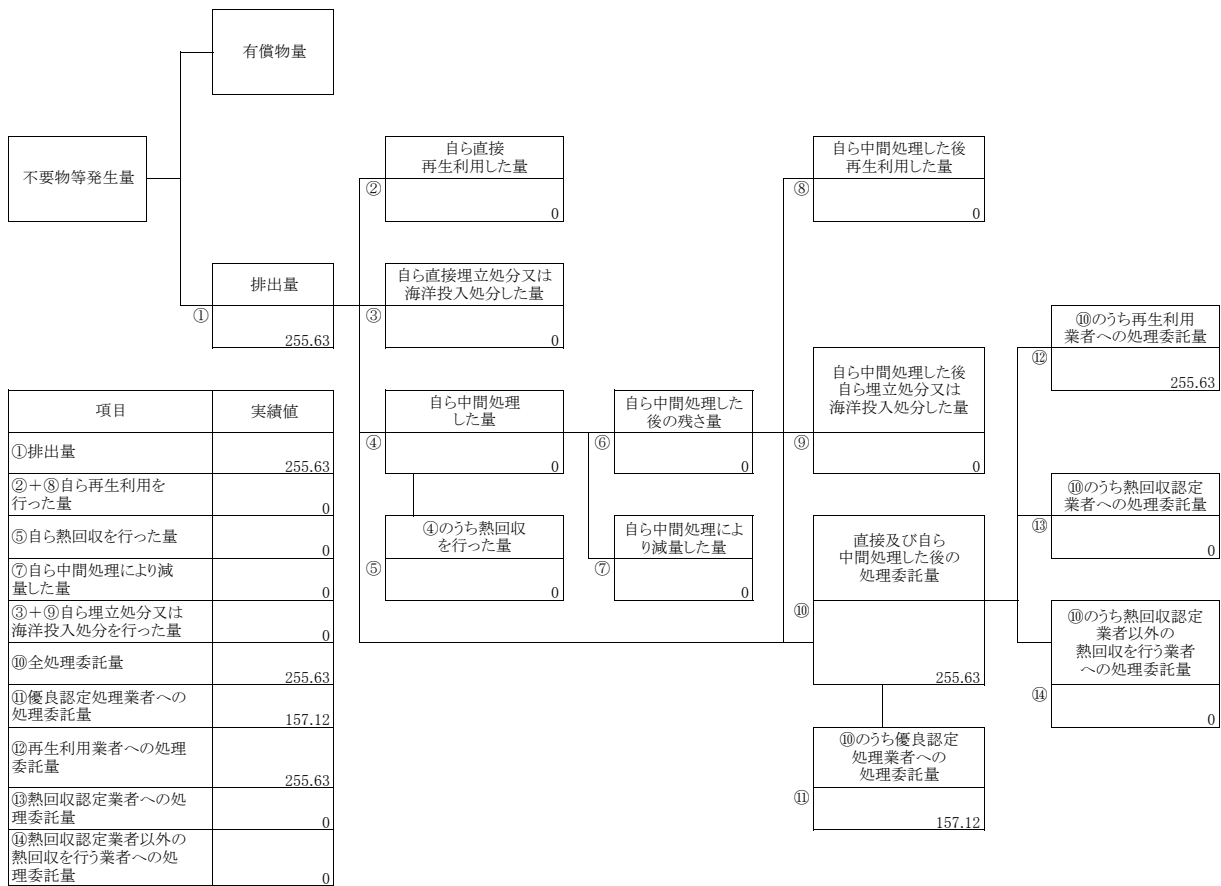 有償物量
不要物等発生量
自ら直接
再生利用した量
②
0
自ら中間処理した後
再生利用した量
⑧
0
排出量
①
255.63
自ら直接埋立処分又は
海洋投入処分した量
③
0
⑩のうち再生利用
業者への処理委託量
⑫
255.63
自ら中間処理した後
自ら埋立処分又は
海洋投入処分した量
⑨
0
自ら中間処理
した量
④
0
自ら中間処理した
後の残さ量
⑥
0
⑩のうち熱回収認定
業者への処理委託量
⑬
0
④のうち熱回収
を行った量
⑤
0
自ら中間処理によ
り減量した量
⑦
0
直接及び自ら
中間処理した後の
処理委託量
⑩
255.63
⑩のうち熱回収認定
業者以外の
熱回収を行う業者
への処理委託量
⑭
0
⑩のうち優良認定
処理業者への
処理委託量
⑪
157.12
項目 実績値
①排出量
255.63
②＋⑧自ら再生利用を
行った量
0
⑤自ら熱回収を行った量
0
⑦自ら中間処理により減
量した量
0
③＋⑨自ら埋立処分又は
海洋投入処分を行った量
0
⑩全処理委託量
255.63
⑪優良認定処理業者への
処理委託量
157.12
⑫再生利用業者への処理
委託量
255.63
⑬熱回収認定業者への処
理委託量
0
⑭熱回収認定業者以外の
熱回収を行う業者への処
理委託量
0